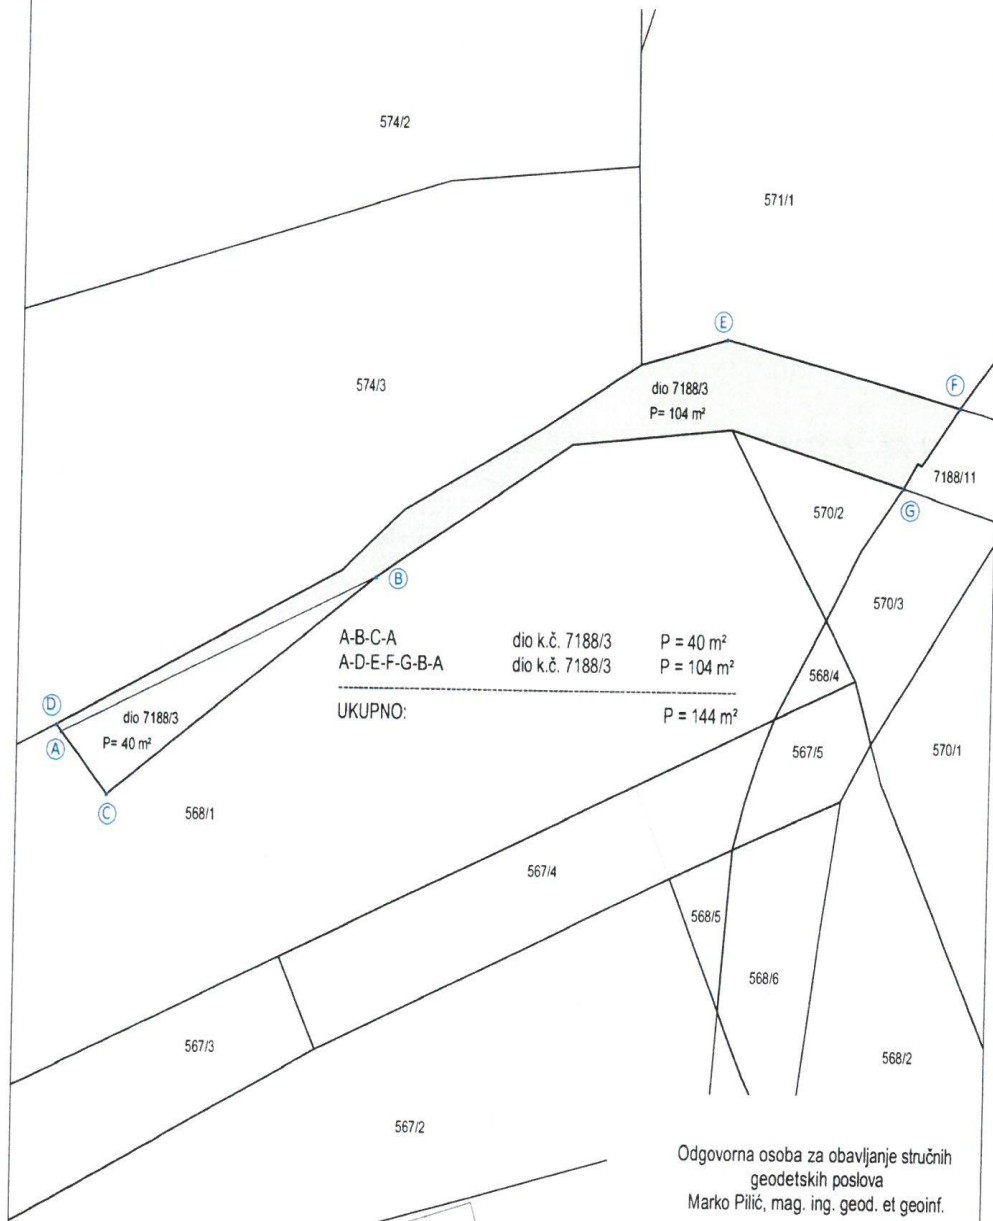 574/2
571/1
E
574/3
dio 7188/3
P= 104 m²
F
7188/11
G
570/2
B
570/3
A-B-C-A dio k.č. 7188/3 P = 40 m²
A-D-E-F-G-B-A dio k.č. 7188/3 P = 104 m²
UKUPNO: P = 144 m²
568/4
D
dio 7188/3
P= 40 m²
A
C
568/1
567/5
570/1
567/4
568/5
568/6
567/3
568/2
567/2
Odgovorna osoba za obavljanje stručnih
geodetskih poslova
Marko Pilić, mag. ing. geod. et geoinf.